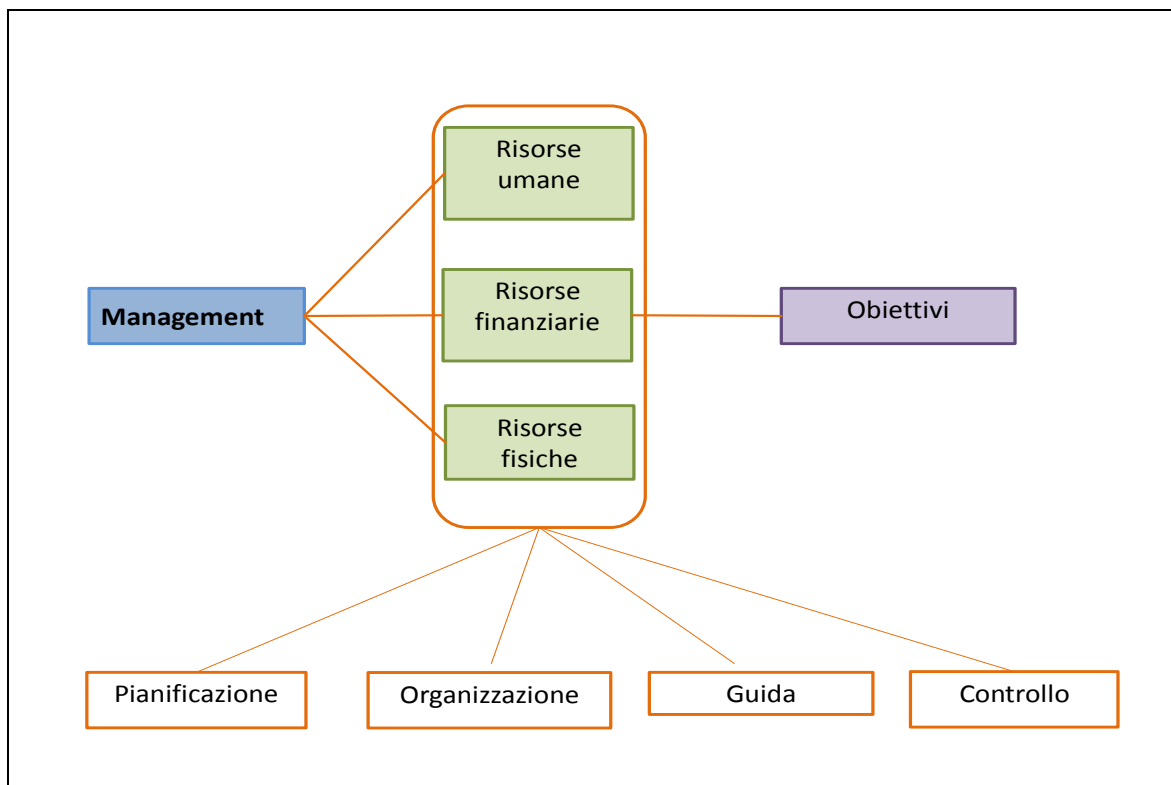 Risorse
umane
Management
Risorse
finanziarie
Obiettivi
Risorse
fisiche
Pianificazione
Organizzazione
Guida
Controllo